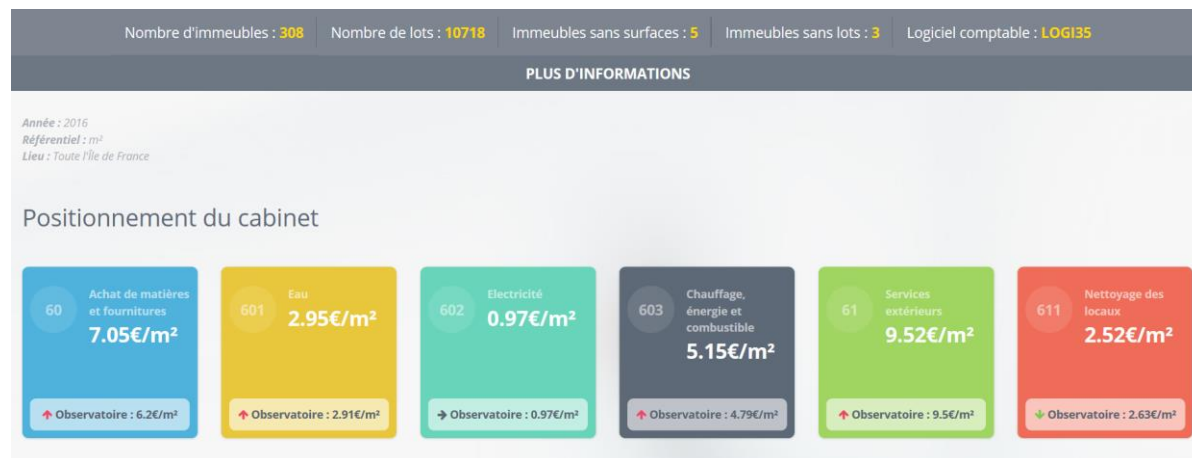 Nombre d'immeubles : 308 Nombre de lots : 10718 Immeubles sans surfaces : 5 Immeubles sans lots : 3 Logiciel comptable : LOGI35
PLUS D'INFORMATIONS
Année : 2016
Référentiel : m²
Lieu : Toute l'Île de France
Positionnement du cabinet
60
Achat de matières
et fournitures
7.05€/m²
Observatoire : 6.2€/m²
601
Eau
2.95€/m²
Observatoire : 2.91€/m²
602
Electricité
0.97€/m²
Observatoire : 0.97€/m²
603
Chauffage,
énergie et
combustible
5.15€/m²
Observatoire : 4.79€/m²
61
Services
extérieurs
9.52€/m²
Observatoire : 9.5€/m²
611
Nettoyage des
locaux
2.52€/m²
Observatoire : 2.63€/m²